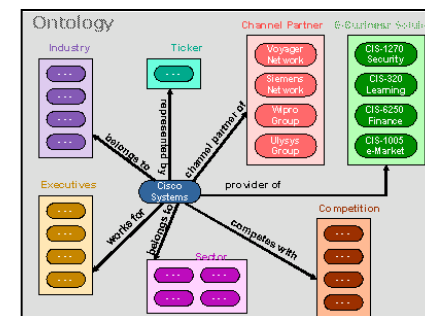 Ontology
Channel Partner
E-Business Solut
Industry
Ticker
Voyager
Network
CIS-1270
Security
- - -
- - -
Siemens
Network
CIS-320
Learning
- - -
- - -
Wipro
Group
CIS-6250
Finance
- - -
Ulysys
Group
CIS-1005
e-Market
belongs to
represented by
channel partner of
Executives
Cisco
Systems
provider of
- - -
works for
belongs to
competes with
Competition
- - -
- - -
- - -
- - -
Sector
- - -
- - -
- - -
- - -
- - -
- - -
- - -
- - -